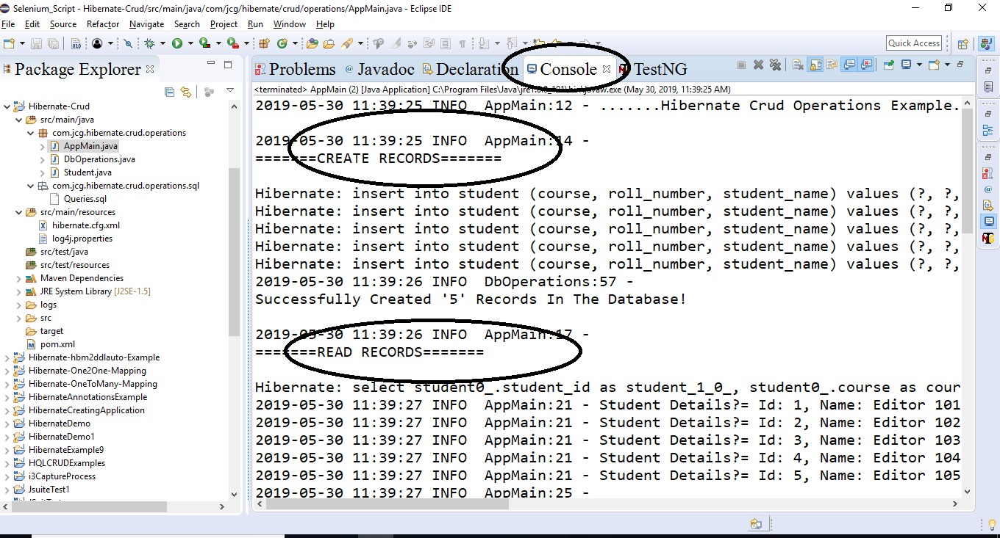 Selenium_Script - Hibernate-Crud/src/main/java/com/jcg/hibernate/crud/operations/AppMain.java - Eclipse IDE
File Edit Source Refactor Navigate Search Project Run Window Help
Quick Access
Package Explorer
Hibernate-Crud
src/main/java
com.jcg.hibernate.crud.operations
AppMain.java
DbOperations.java
Student.java
com.jcg.hibernate.crud.operations.sql
Queries.sql
src/main/resources
hibernate.cfg.xml
log4j.properties
src/test/java
src/test/resources
Maven Dependencies
JRE System Library [J2SE-1.5]
logs
src
target
pom.xml
Hibernate-hbm2ddlauto-Example
Hibernate-One2One-Mapping
Hibernate-OneToMany-Mapping
HibernateAnnotationsExample
HibernateCreatingApplication
HibernateDemo
HibernateDemo1
HibernateExample9
HQLCRUDExamples
i3CaptureProcess
JsuiteTest1
Problems @ Javadoc Declaration Console TestNG
<terminated> AppMain (2) [Java Application] C:\Program Files\Java\jre1.8.0_191\bin\javaw.exe (May 30, 2019, 11:39:25 AM)
2019-05-30 11:39:25 INFO  AppMain:12 - .......Hibernate Crud Operations Example.
2019-05-30 11:39:25 INFO  AppMain:14 -
=======CREATE RECORDS=======
Hibernate: insert into student (course, roll_number, student_name) values (?, ?,
Hibernate: insert into student (course, roll_number, student_name) values (?, ?,
Hibernate: insert into student (course, roll_number, student_name) values (?, ?,
Hibernate: insert into student (course, roll_number, student_name) values (?, ?,
Hibernate: insert into student (course, roll_number, student_name) values (?, ?,
2019-05-30 11:39:26 INFO  DbOperations:57 -
Successfully Created '5' Records In The Database!
2019-05-30 11:39:26 INFO  AppMain:17 -
=======READ RECORDS=======
Hibernate: select student0_.student_id as student_1_0_, student0_.course as cour
2019-05-30 11:39:27 INFO  AppMain:21 - Student Details?= Id: 1, Name: Editor 101
2019-05-30 11:39:27 INFO  AppMain:21 - Student Details?= Id: 2, Name: Editor 102
2019-05-30 11:39:27 INFO  AppMain:21 - Student Details?= Id: 3, Name: Editor 103
2019-05-30 11:39:27 INFO  AppMain:21 - Student Details?= Id: 4, Name: Editor 104
2019-05-30 11:39:27 INFO  AppMain:21 - Student Details?= Id: 5, Name: Editor 105
2019-05-30 11:39:27 INFO  AppMain:25 -